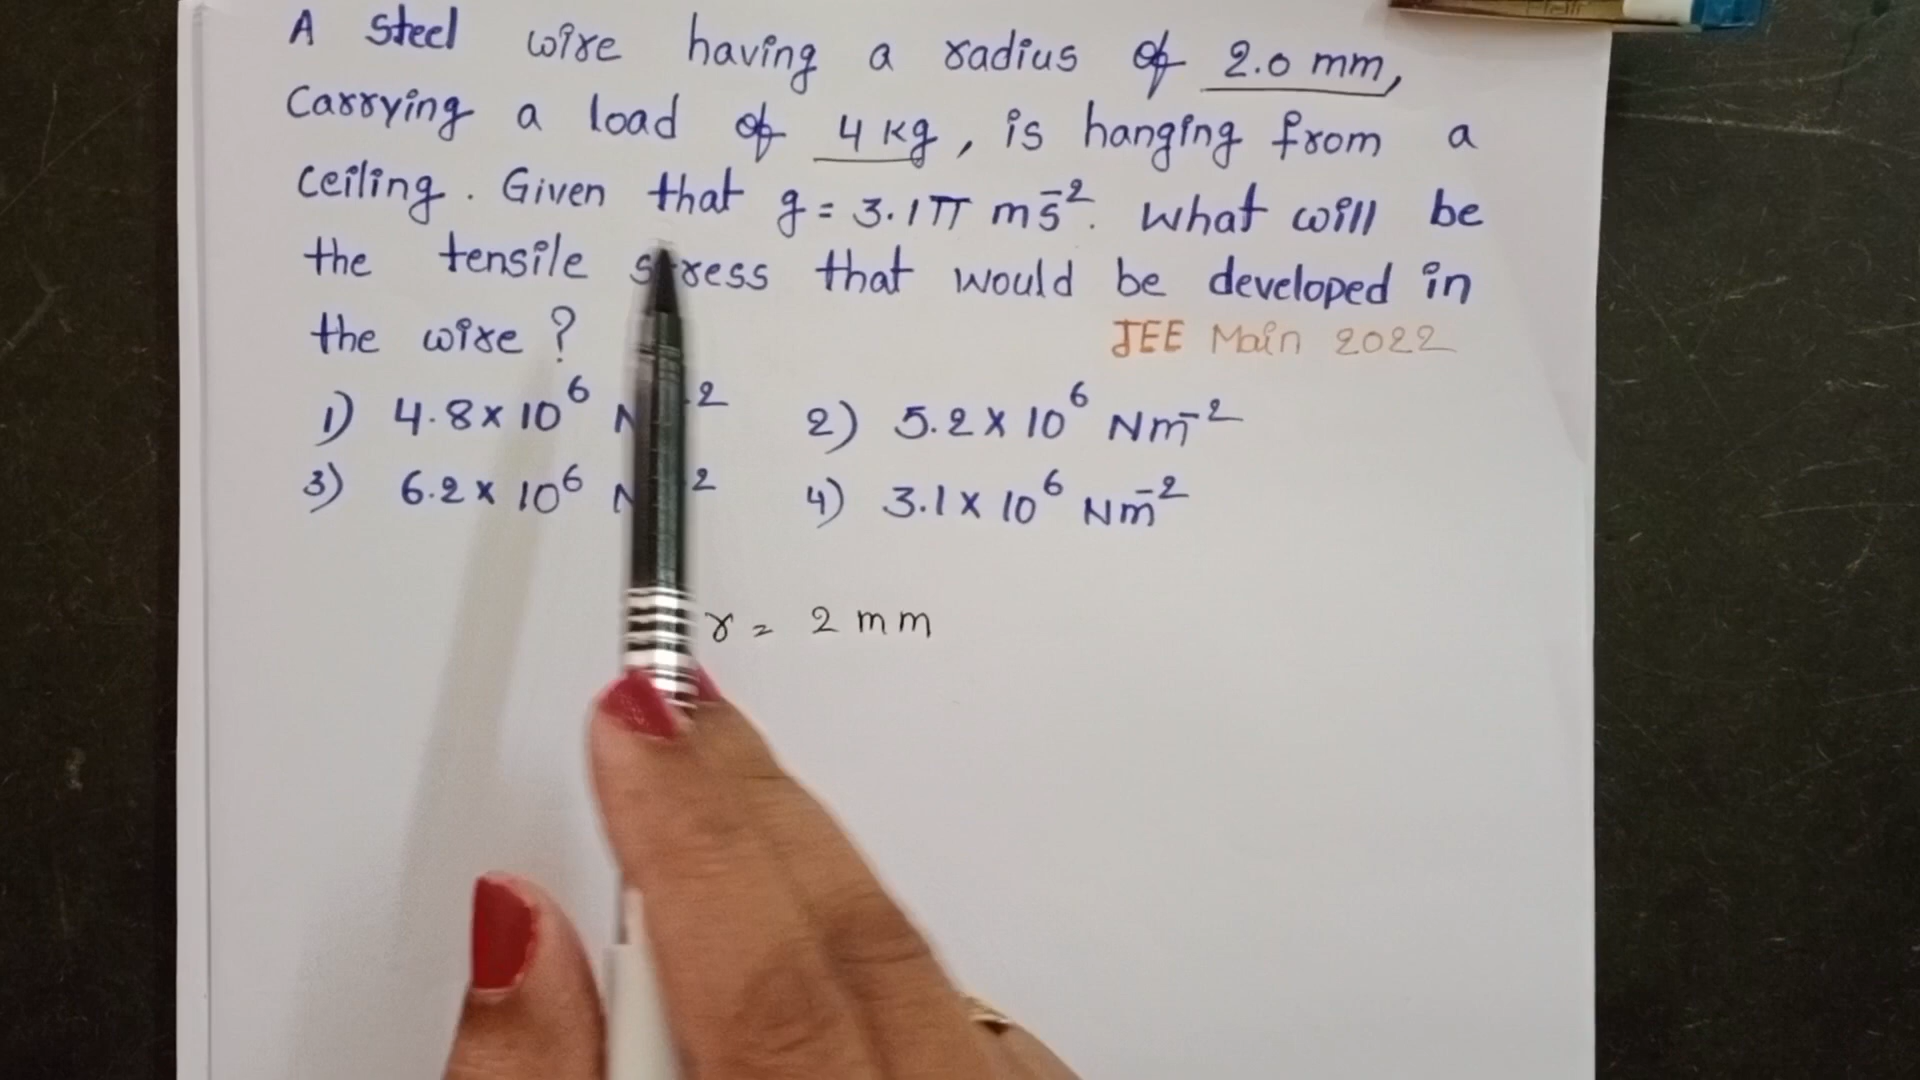 A steel wire having a radius of 2.0 mm,
Carrying a load of 4 kg, is hanging from a
ceiling. Given that g = 3.1π ms⁻². What will be
the tensile stress that would be developed in
the wire ?
JEE Main 2022
1) 4.8 x 10⁶ N ⁻² 2) 5.2 x 10⁶ Nm⁻²
3) 6.2 x 10⁶ N ² 4) 3.1 x 10⁶ Nm⁻²
r = 2 mm